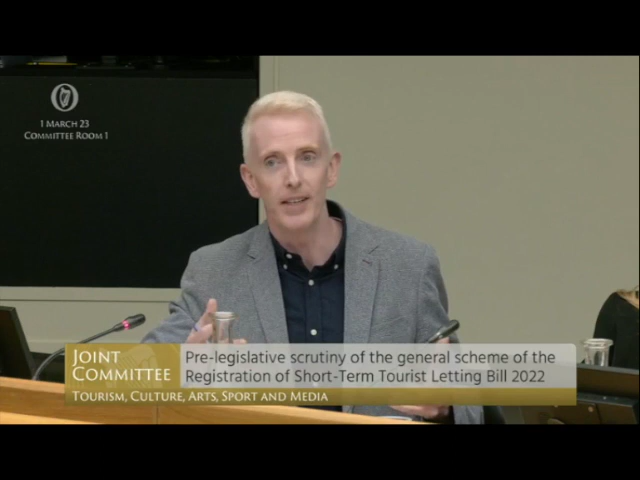 1 March 23
Committee Room 1
Joint
Committee
Pre-legislative scrutiny of the general scheme of the
Registration of Short-Term Tourist Letting Bill 2022
Tourism, Culture, Arts, Sport and Media